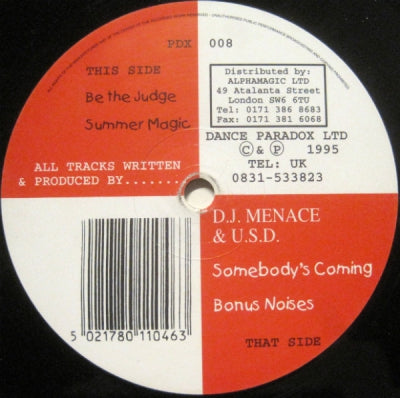 PDX 008
THIS SIDE
Be the Judge
Summer Magic
Distributed by:
ALPHAMAGIC LTD
49 Atalanta Street
London SW6 6TU
Tel: 0171 386 8683
Fax: 0171 381 6068
DANCE PARADOX LTD
© & ℗ 1995
TEL: UK
0831-533823
ALL TRACKS WRITTEN
& PRODUCED BY.......
D.J. MENACE
& U.S.D.
Somebody's Coming
Bonus Noises
THAT SIDE
5 021780 110463